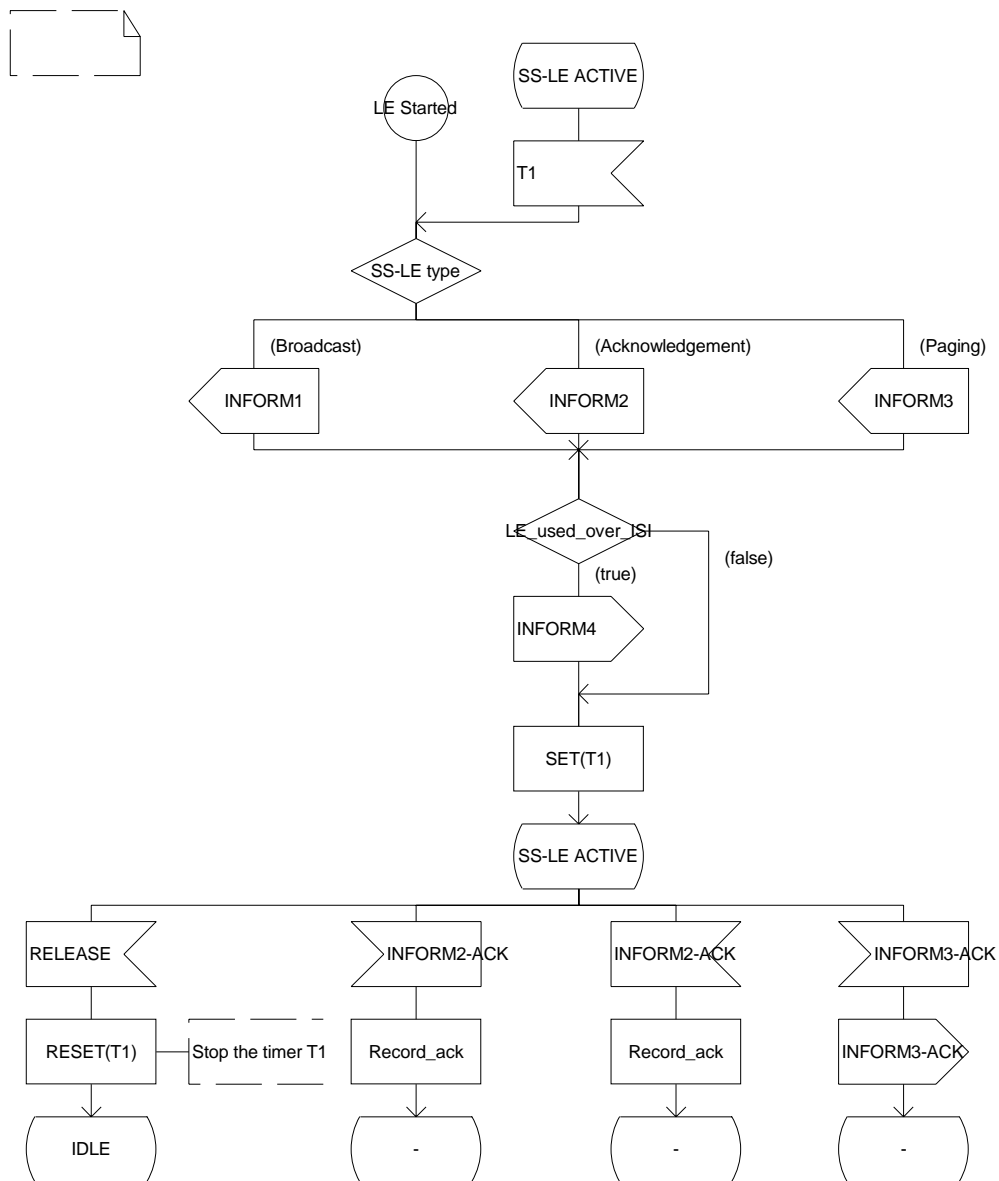 SS-LE ACTIVE
LE Started
T1
SS-LE type
(Broadcast)
(Acknowledgement)
(Paging)
INFORM1
INFORM2
INFORM3
LE_used_over_ISI
(false)
(true)
INFORM4
SET(T1)
SS-LE ACTIVE
RELEASE
INFORM2-ACK
INFORM2-ACK
INFORM3-ACK
RESET(T1)
Stop the timer T1
Record_ack
Record_ack
INFORM3-ACK
IDLE
-
-
-